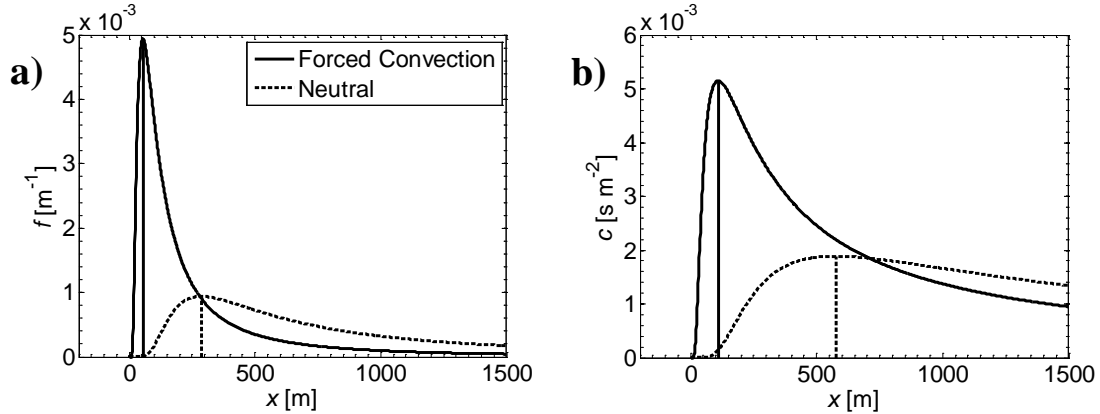 a)
x 10⁻³
5
4
3
2
1
0
f [m⁻¹]
0 500 1000 1500
x [m]
Forced Convection
Neutral
b)
x 10⁻³
6
5
4
3
2
1
0
c [s m⁻²]
0 500 1000 1500
x [m]